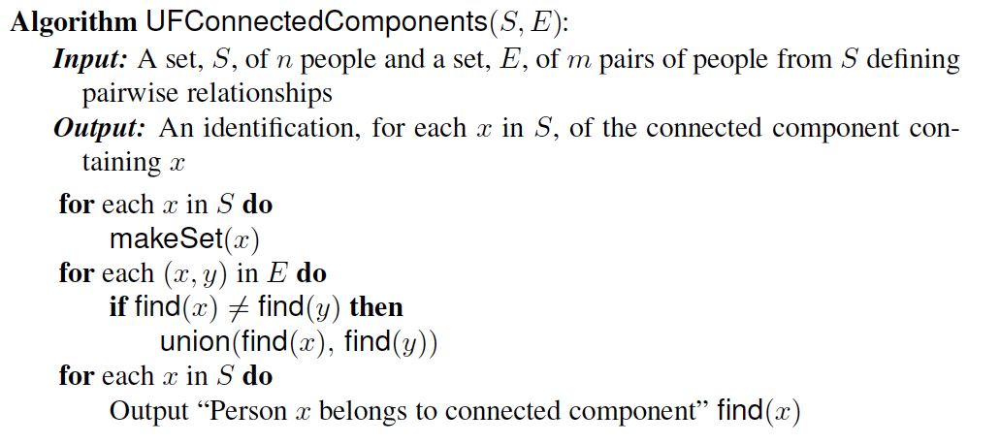 Algorithm UFConnectedComponents(S, E):
Input: A set, S, of n people and a set, E, of m pairs of people from S defining
pairwise relationships
Output: An identification, for each x in S, of the connected component con-
taining x
for each x in S do
makeSet(x)
for each (x, y) in E do
if find(x) ≠ find(y) then
union(find(x), find(y))
for each x in S do
Output “Person x belongs to connected component” find(x)